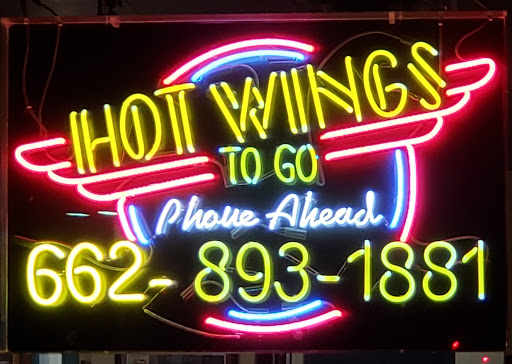 HOT WINGS
TO GO
Phone Ahead
662-893-1881